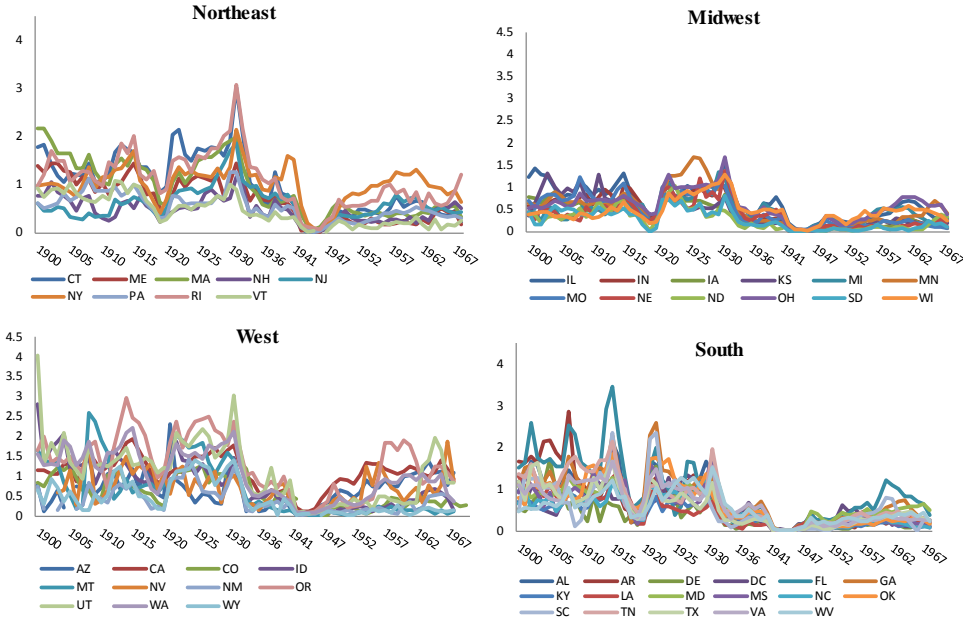 Northeast
4
3
2
1
0
1900 1905 1910 1915 1920 1925 1930 1936 1941 1947 1952 1957 1962 1967
CT ME MA NH NJ
NY PA RI VT
Midwest
4.5
4
3.5
3
2.5
2
1.5
1
0.5
0
1900 1905 1910 1915 1920 1925 1930 1936 1941 1947 1952 1957 1962 1967
IL IN IA KS MI MN
MO NE ND OH SD WI
West
4.5
4
3.5
3
2.5
2
1.5
1
0.5
0
1900 1905 1910 1915 1920 1925 1930 1936 1941 1947 1952 1957 1962 1967
AZ CA CO ID
MT NV NM OR
UT WA WY
South
4
3
2
1
0
1900 1905 1910 1915 1920 1925 1930 1936 1941 1947 1952 1957 1962 1967
AL AR DE DC FL GA
KY LA MD MS NC OK
SC TN TX VA WV